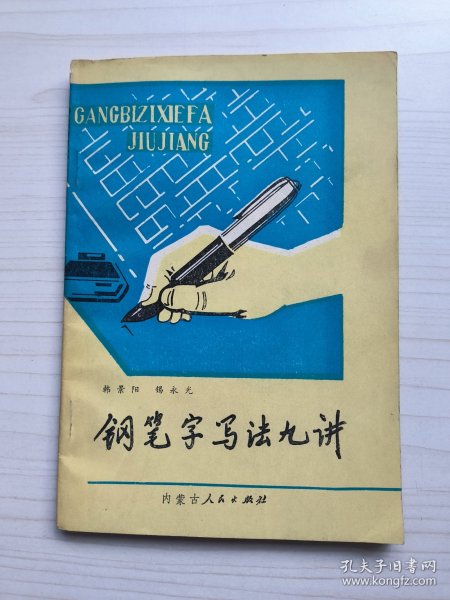 GANGBIZIXIEFA
JIUJIANG
韩景阳 锡永光
钢笔字写法九讲
内蒙古人民出版社
孔夫子旧书网
www.kongfz.com